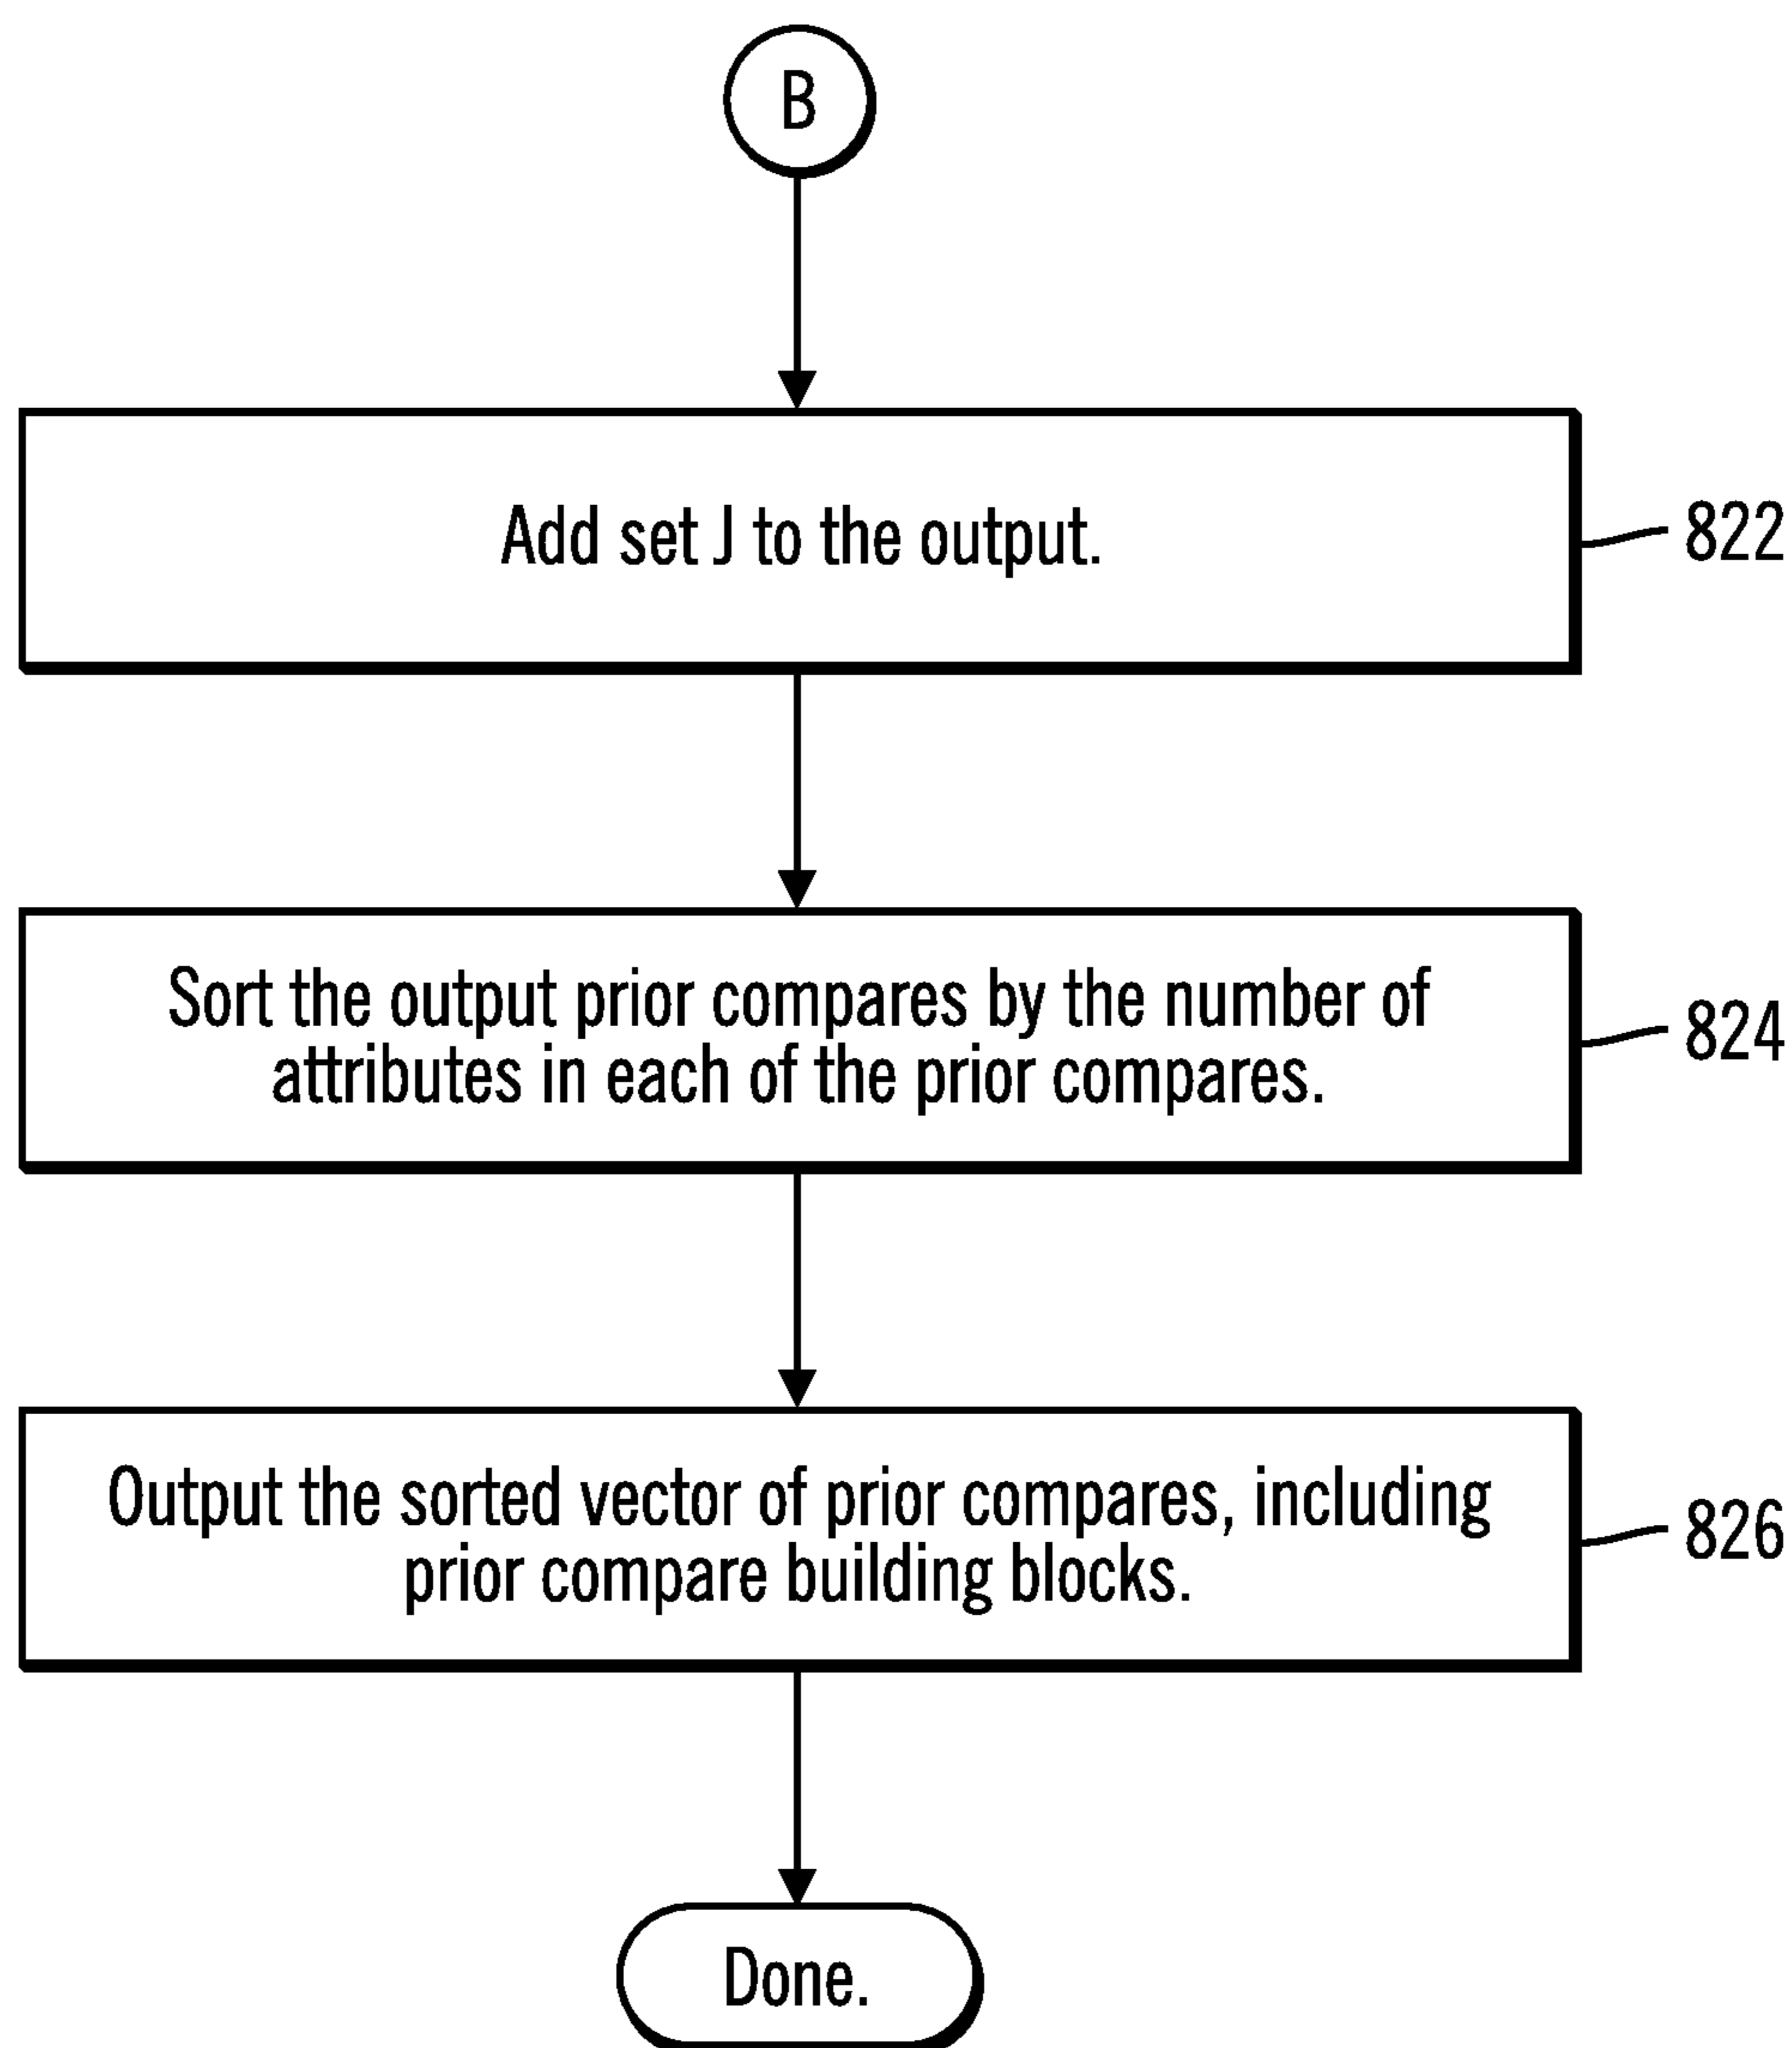 B
Add set J to the output.
822
Sort the output prior compares by the number of
attributes in each of the prior compares.
824
Output the sorted vector of prior compares, including
prior compare building blocks.
826
Done.